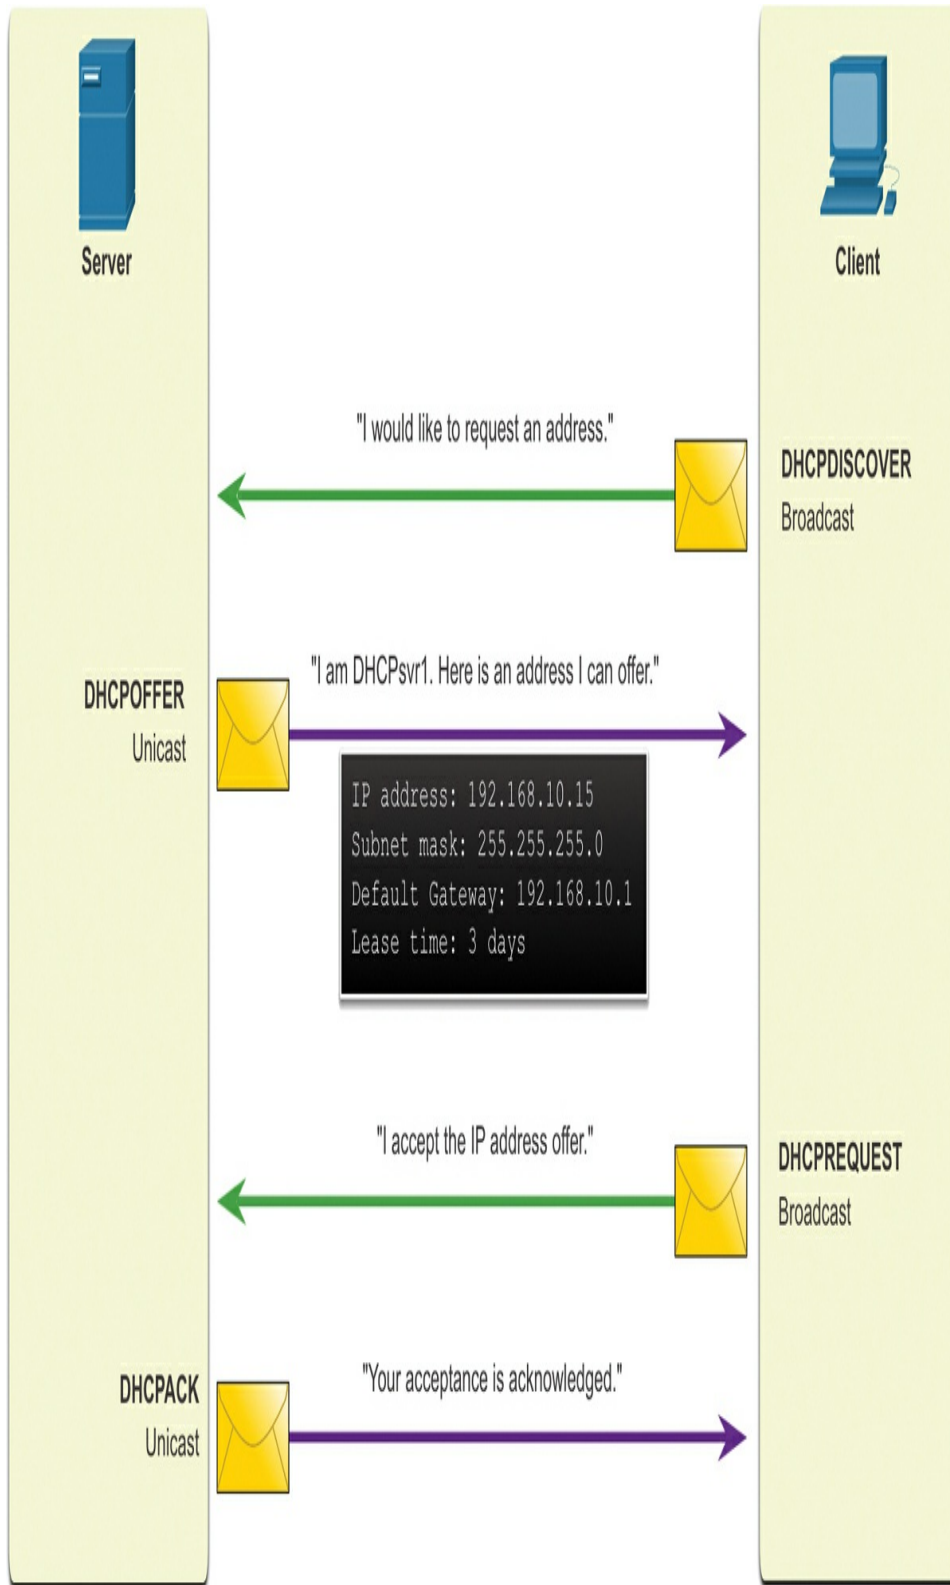 Server
Client
"I would like to request an address."
DHCPDISCOVER
Broadcast
"I am DHCPsvr1. Here is an address I can offer."
DHCPOFFER
Unicast
IP address: 192.168.10.15
Subnet mask: 255.255.255.0
Default Gateway: 192.168.10.1
Lease time: 3 days
"I accept the IP address offer."
DHCPREQUEST
Broadcast
"Your acceptance is acknowledged."
DHCPACK
Unicast